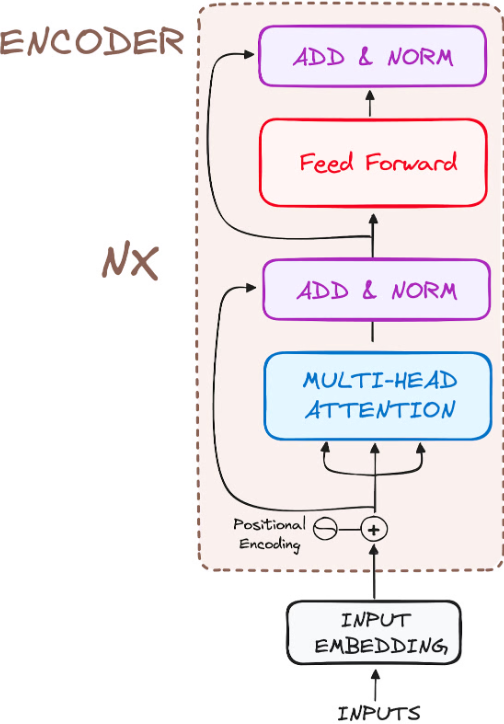 ENCODER
ADD & NORM
Feed Forward
NX
ADD & NORM
MULTI-HEAD
ATTENTION
Positional
Encoding
INPUT
EMBEDDING
INPUTS